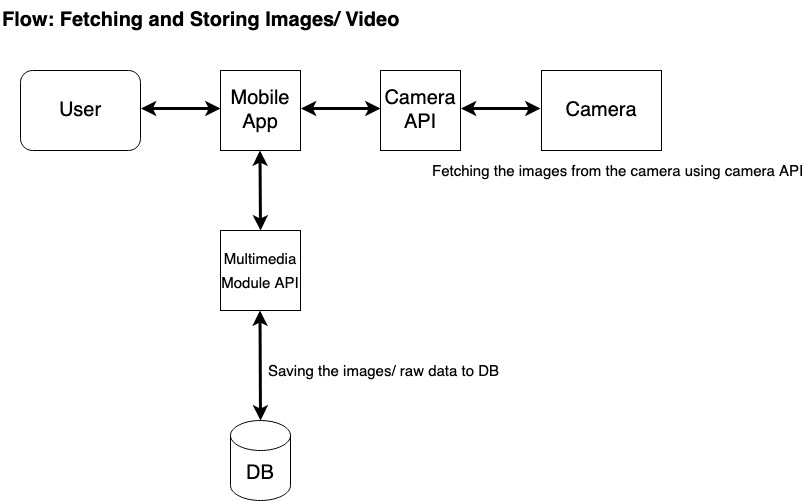 Flow: Fetching and Storing Images/ Video
User
Mobile
App
Camera
API
Camera
Fetching the images from the camera using camera API
Multimedia
Module API
Saving the images/ raw data to DB
DB